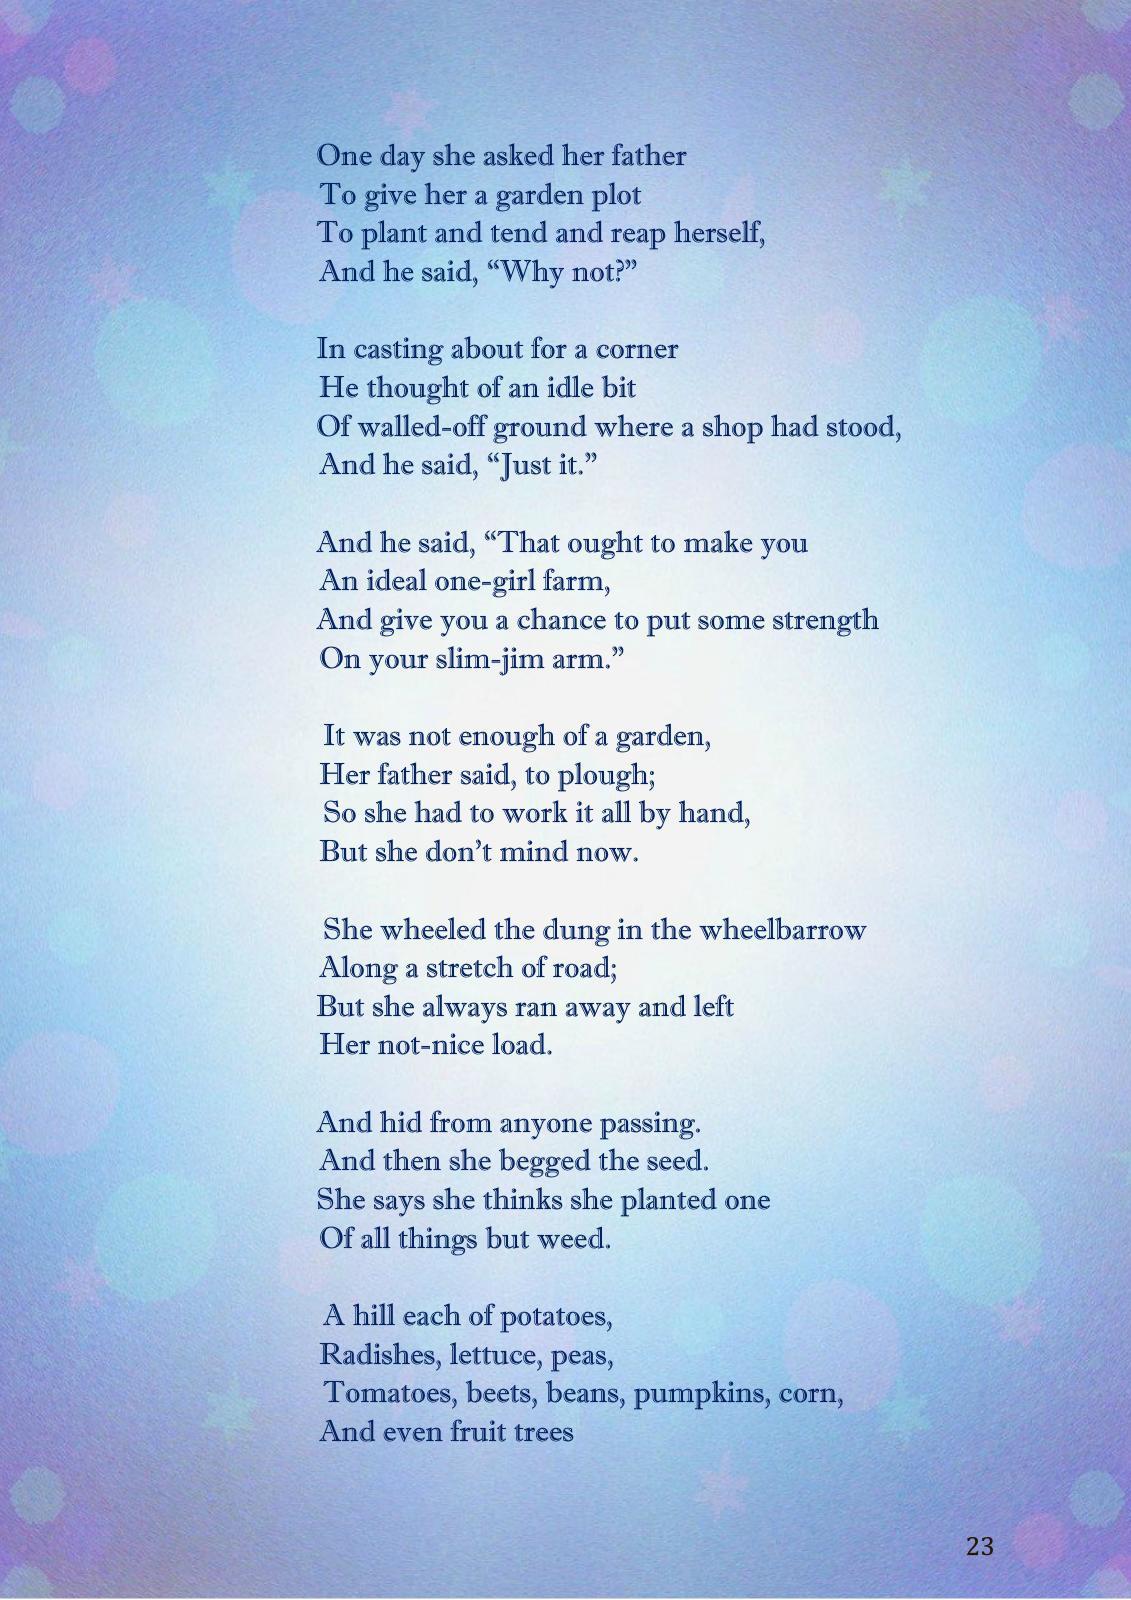 One day she asked her father
To give her a garden plot
To plant and tend and reap herself,
And he said, “Why not?”
In casting about for a corner
He thought of an idle bit
Of walled-off ground where a shop had stood,
And he said, “Just it.”
And he said, “That ought to make you
An ideal one-girl farm,
And give you a chance to put some strength
On your slim-jim arm.”
It was not enough of a garden,
Her father said, to plough;
So she had to work it all by hand,
But she don’t mind now.
She wheeled the dung in the wheelbarrow
Along a stretch of road;
But she always ran away and left
Her not-nice load.
And hid from anyone passing.
And then she begged the seed.
She says she thinks she planted one
Of all things but weed.
A hill each of potatoes,
Radishes, lettuce, peas,
Tomatoes, beets, beans, pumpkins, corn,
And even fruit trees
23